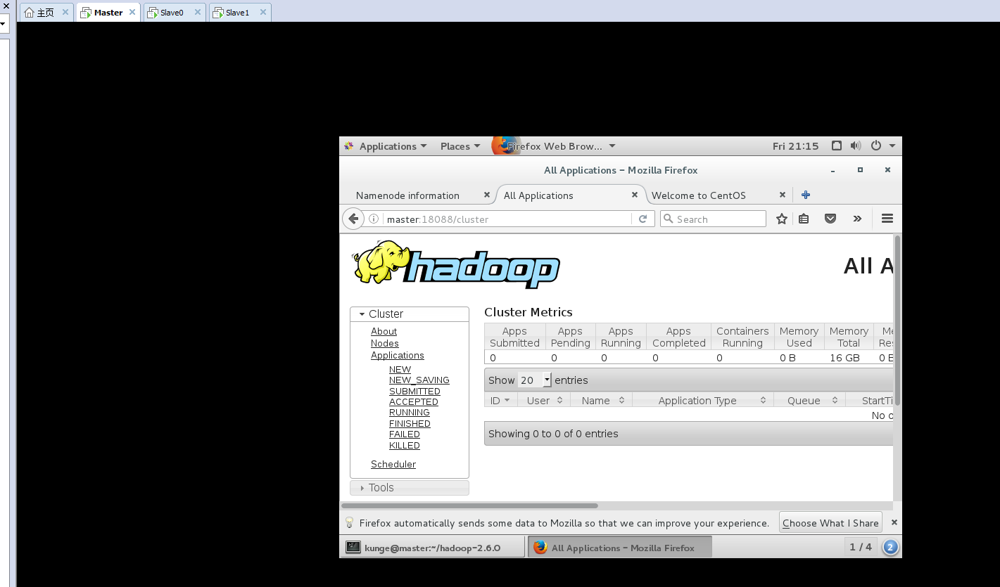 主页 Master Slave0 Slave1
Applications Places Firefox Web Brow... Fri 21:15
All Applications - Mozilla Firefox
Namenode information All Applications Welcome to CentOS
master:18088/cluster Search
hadoop All A
Cluster
About
Nodes
Applications
NEW
NEW_SAVING
SUBMITTED
ACCEPTED
RUNNING
FINISHED
FAILED
KILLED
Scheduler
Tools
Cluster Metrics
Apps Submitted Apps Pending Apps Running Apps Completed Containers Running Memory Used Memory Total Me Res
0 0 0 0 0 0 B 16 GB 0 B
Show 20 entries
ID User Name Application Type Queue StartTi
No
Showing 0 to 0 of 0 entries
Firefox automatically sends some data to Mozilla so that we can improve your experience. Choose What I Share
kunge@master:~/hadoop-2.6.0 All Applications - Mozilla Firefox 1 / 4 2